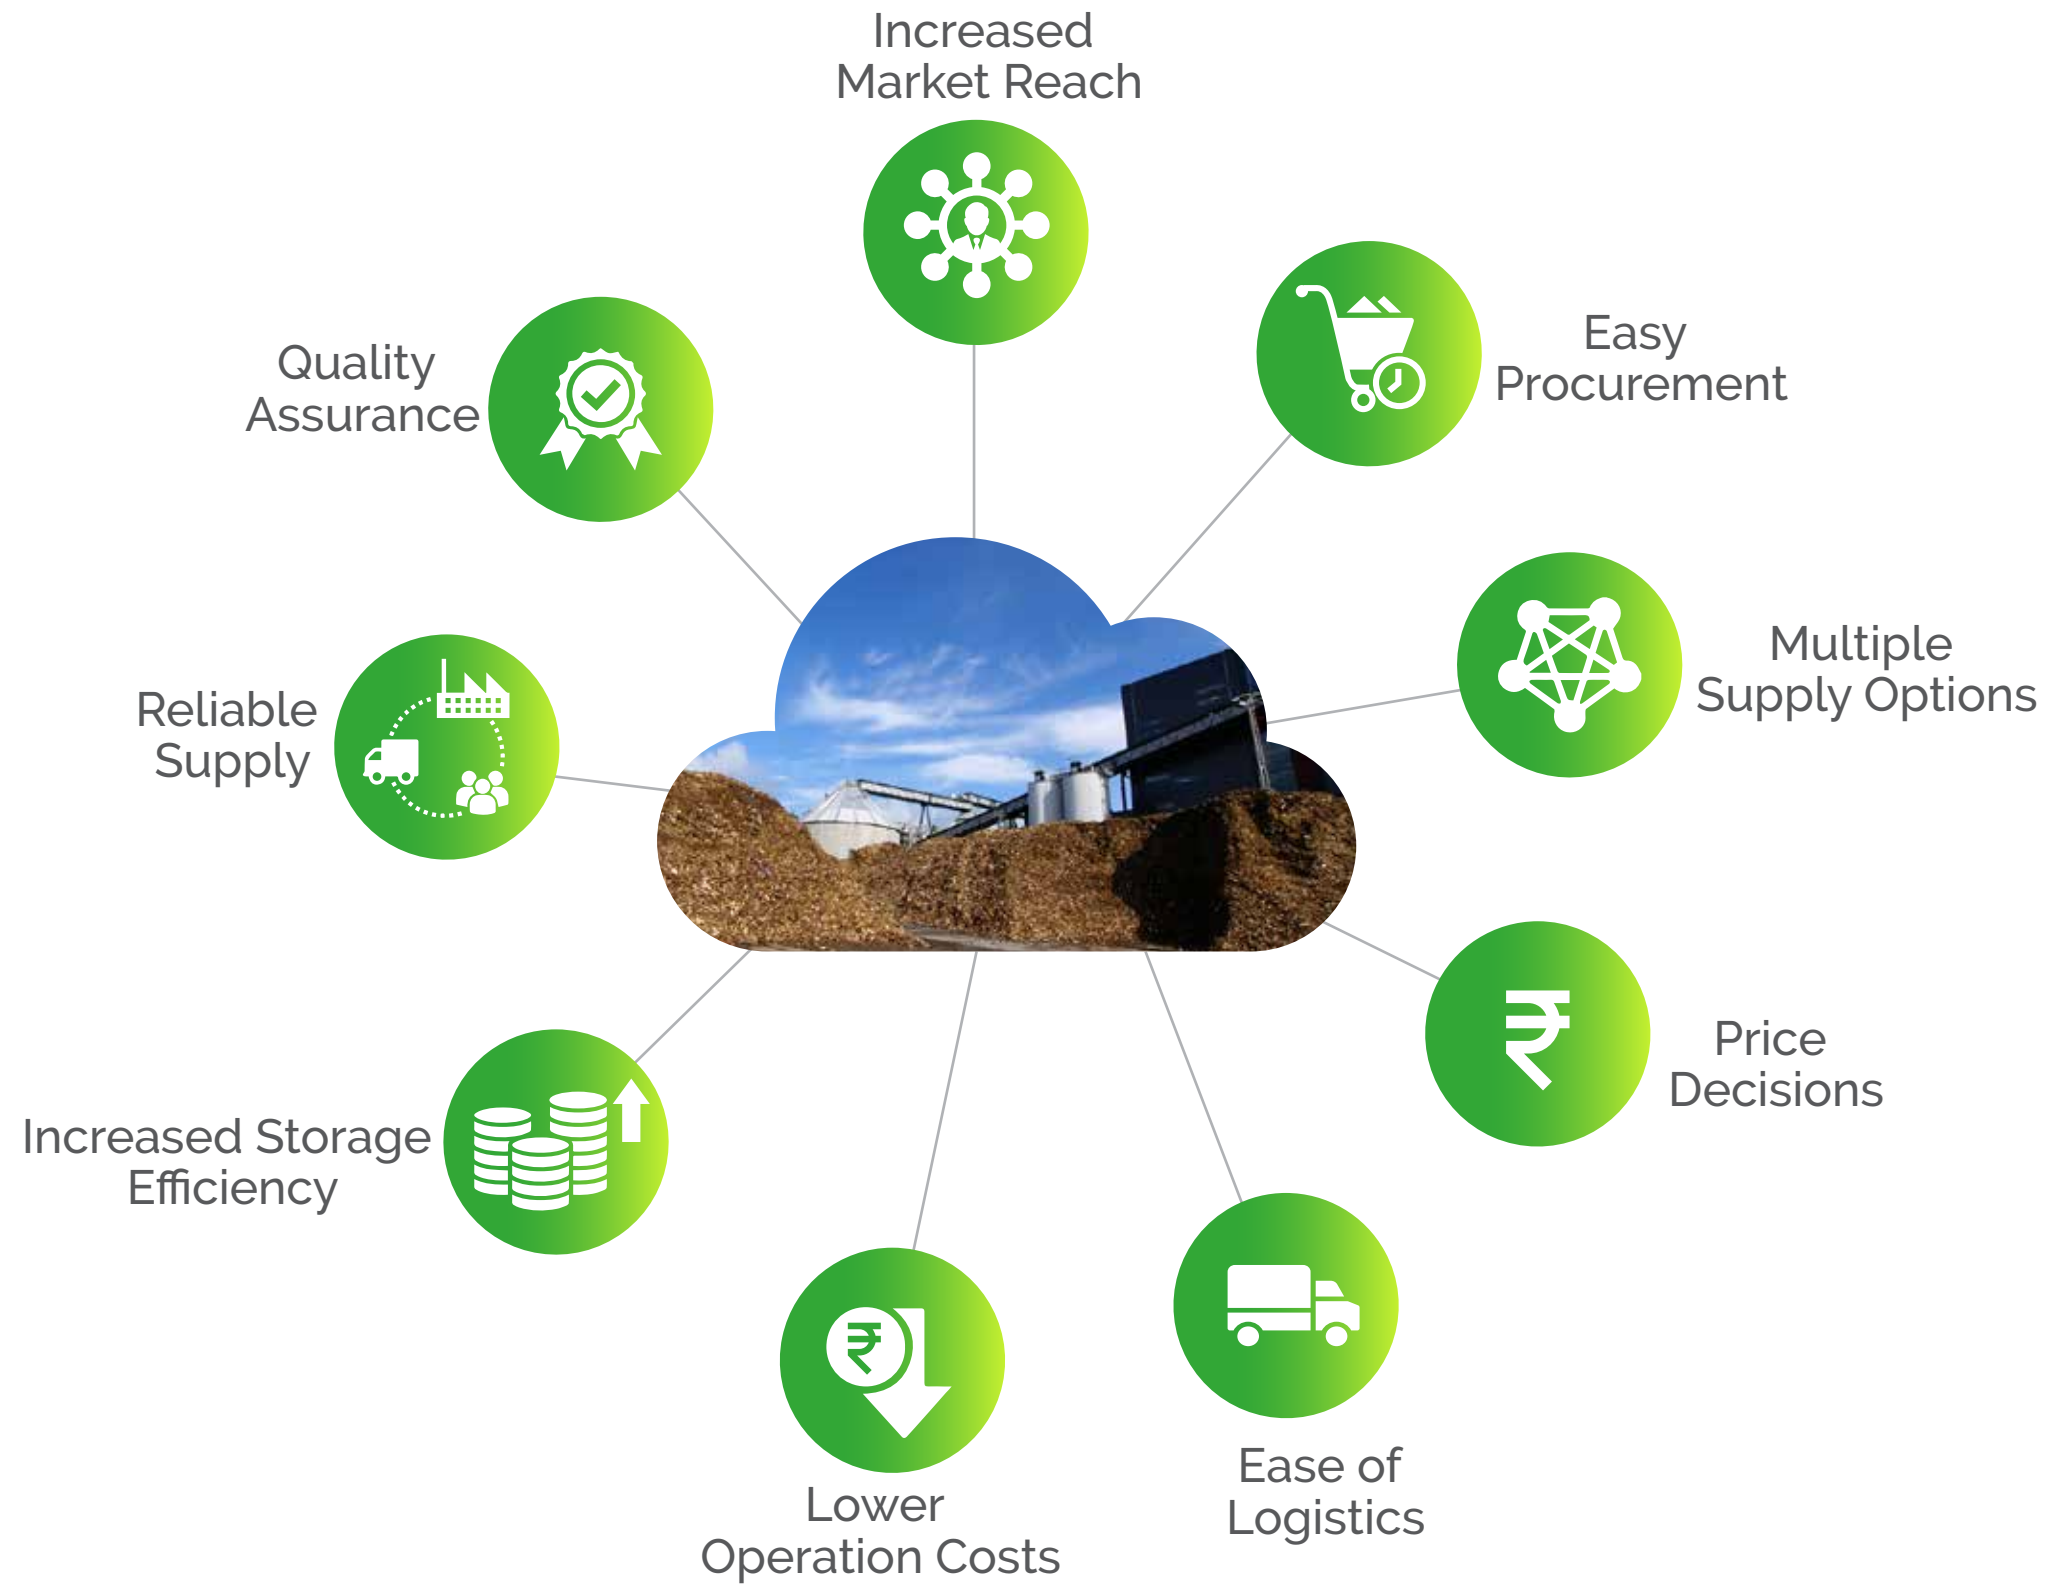 Increased
Market Reach
Easy
Procurement
Multiple
Supply Options
₹
Price
Decisions
Ease of
Logistics
₹
Lower
Operation Costs
Increased Storage
Efficiency
Reliable
Supply
Quality
Assurance